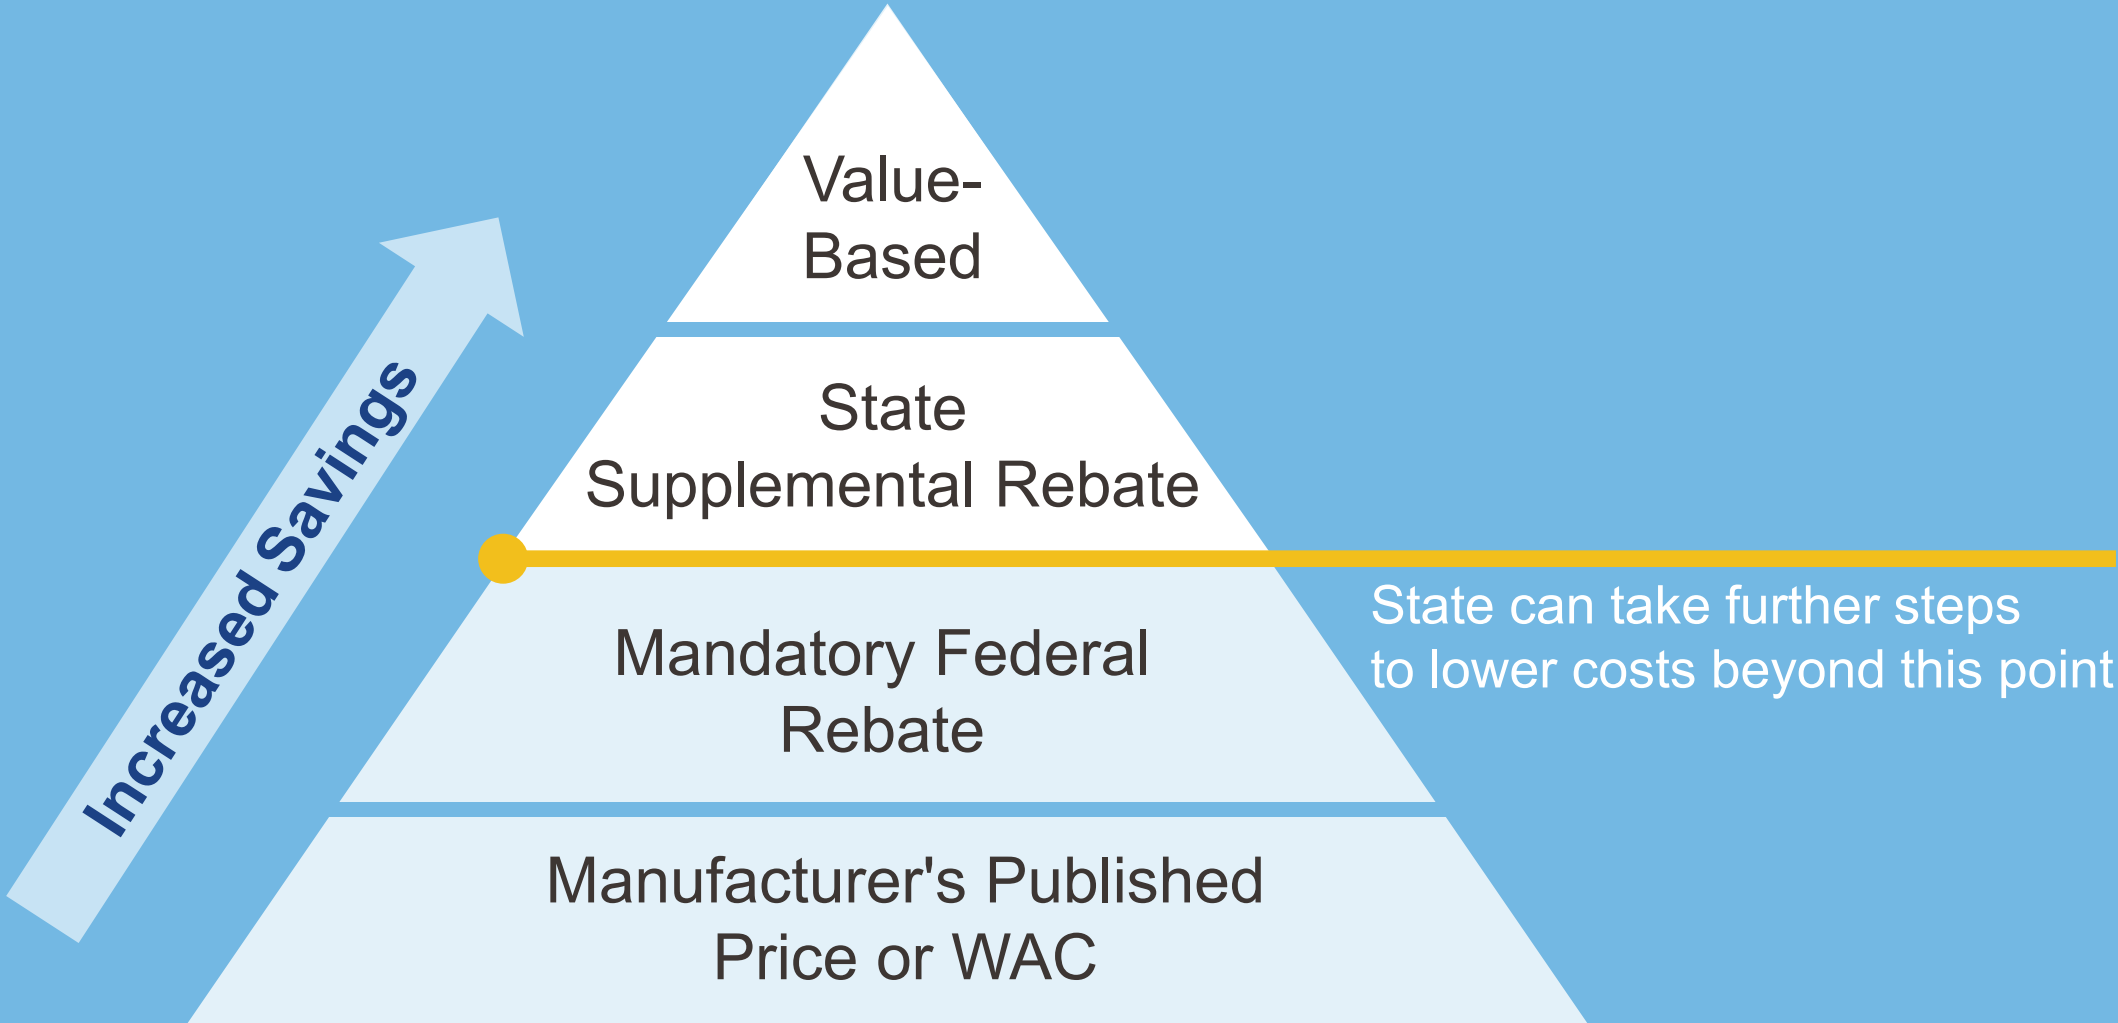 Value-
Based
State
Supplemental Rebate
Mandatory Federal
Rebate
State can take further steps
to lower costs beyond this point
Manufacturer's Published
Price or WAC
Increased Savings